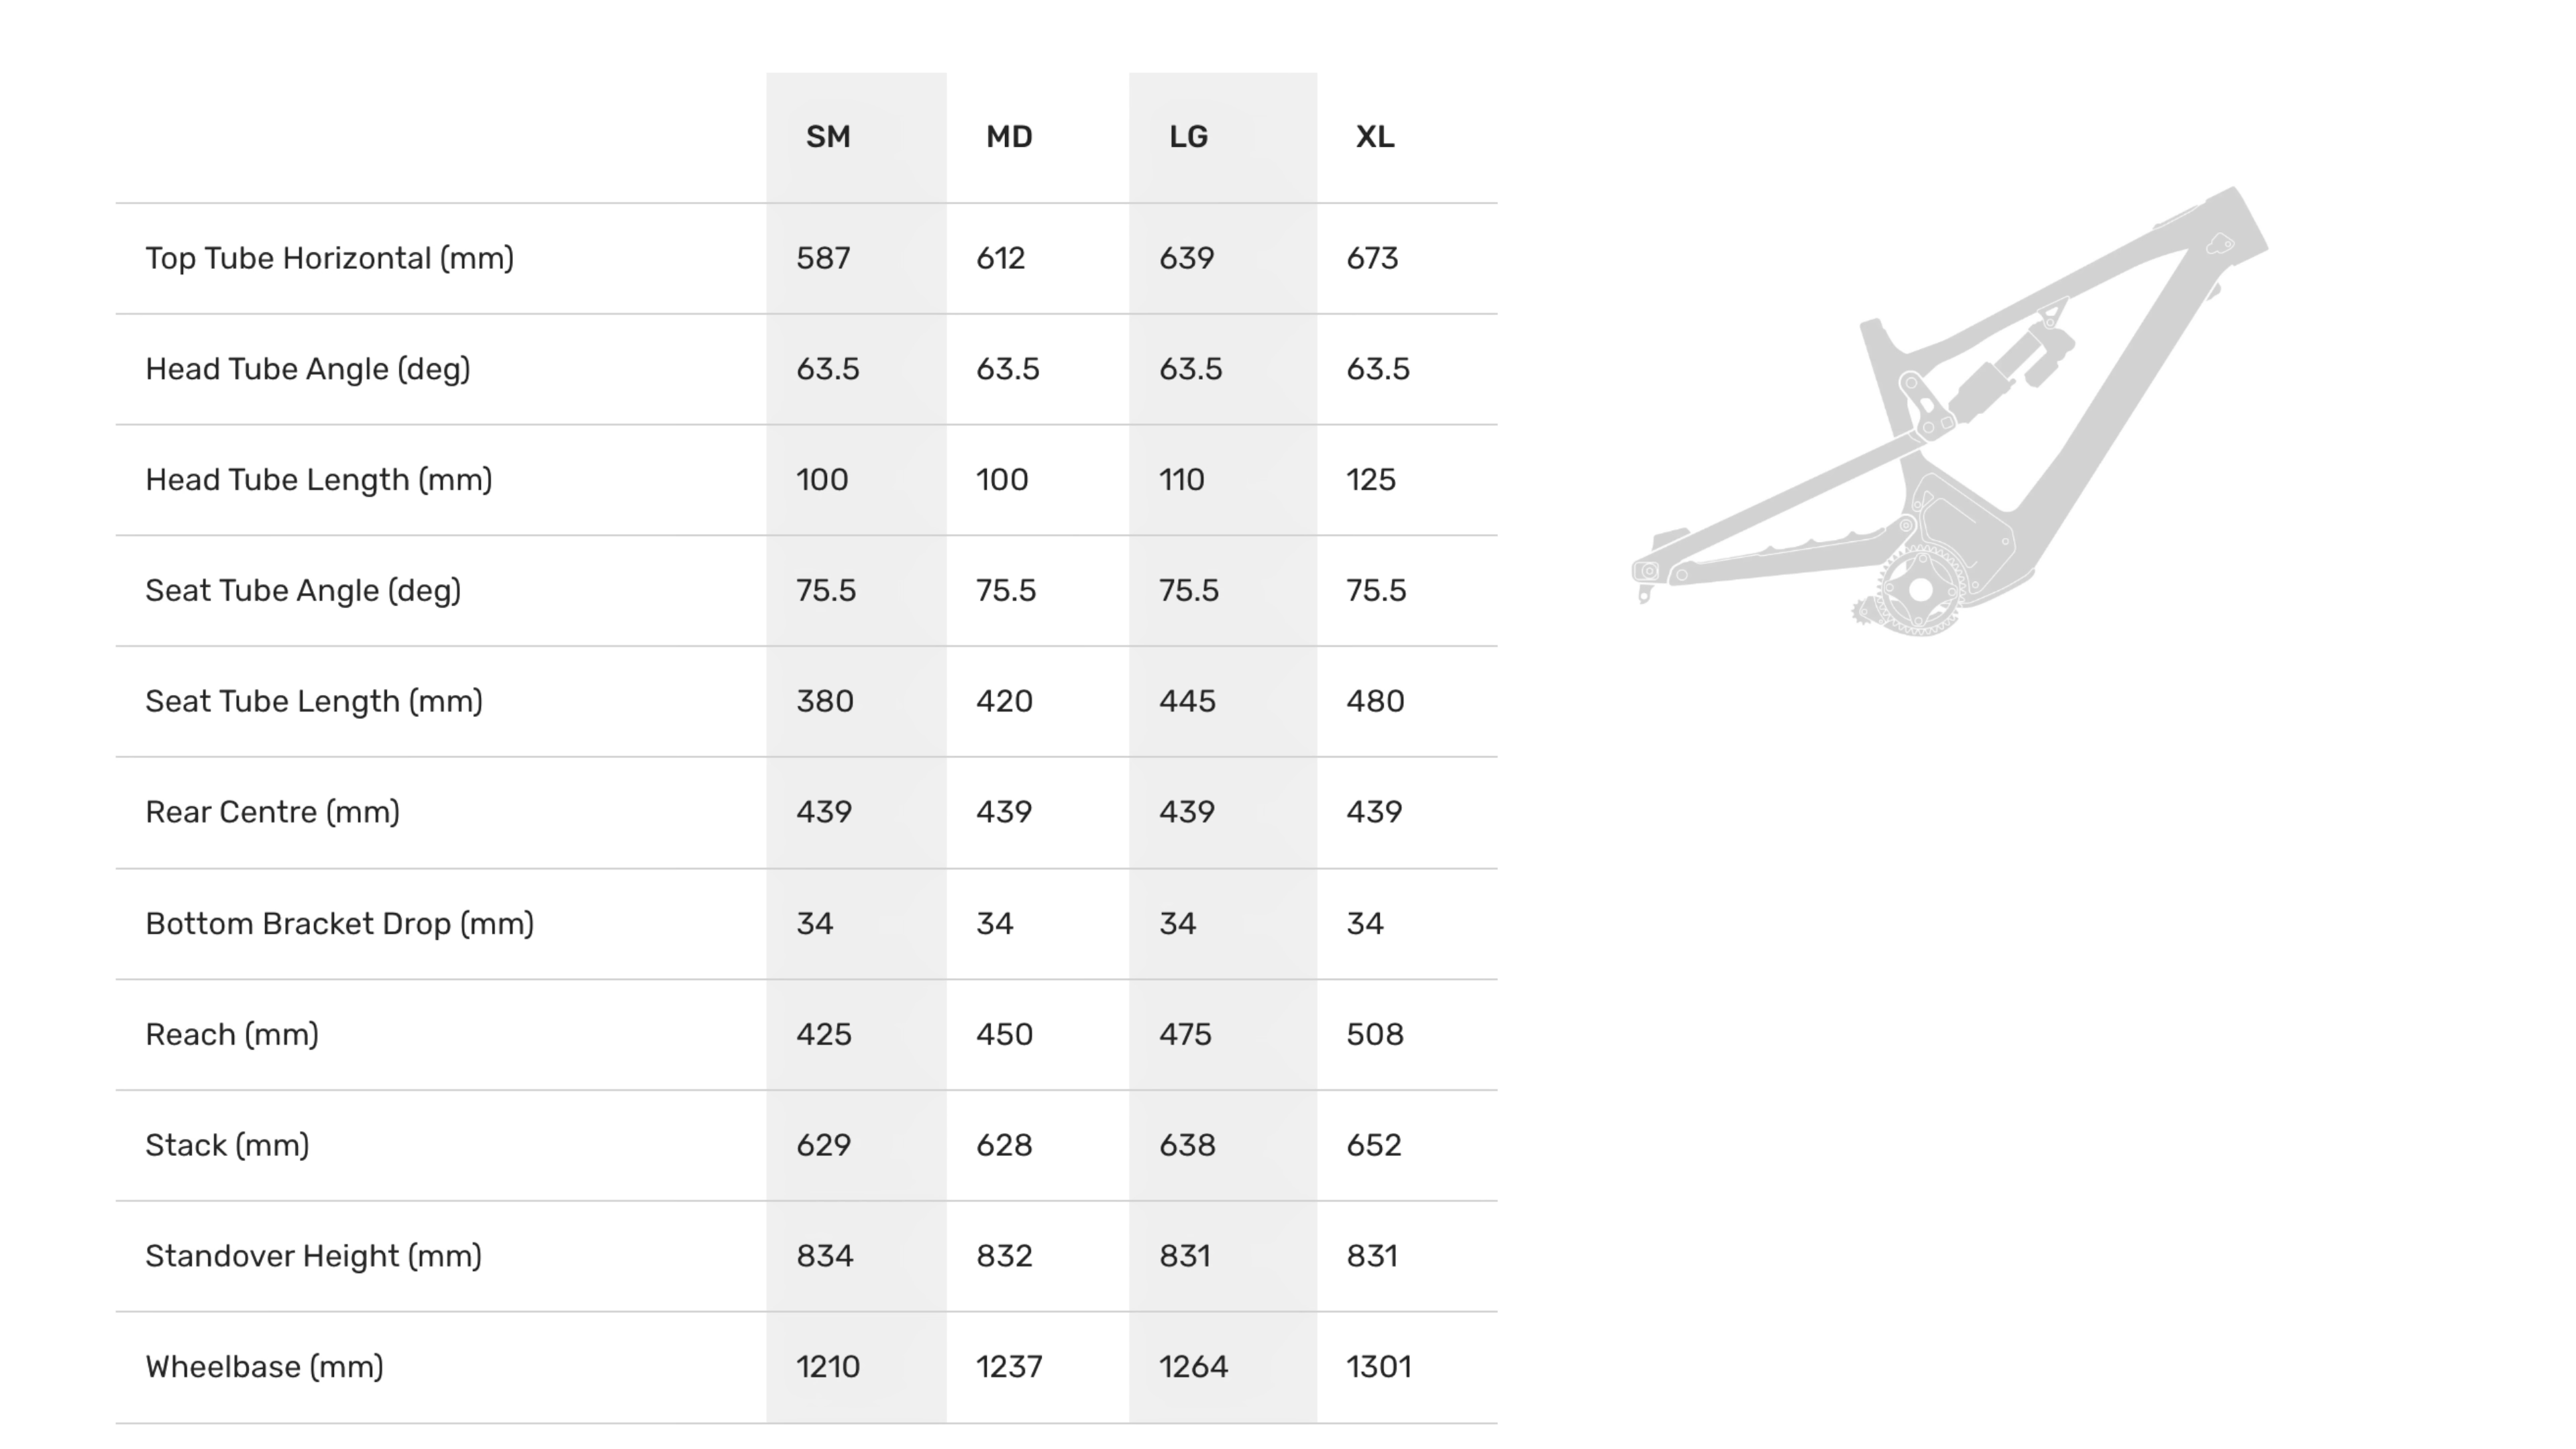 SM MD LG XL
Top Tube Horizontal (mm) 587 612 639 673
Head Tube Angle (deg) 63.5 63.5 63.5 63.5
Head Tube Length (mm) 100 100 110 125
Seat Tube Angle (deg) 75.5 75.5 75.5 75.5
Seat Tube Length (mm) 380 420 445 480
Rear Centre (mm) 439 439 439 439
Bottom Bracket Drop (mm) 34 34 34 34
Reach (mm) 425 450 475 508
Stack (mm) 629 628 638 652
Standover Height (mm) 834 832 831 831
Wheelbase (mm) 1210 1237 1264 1301